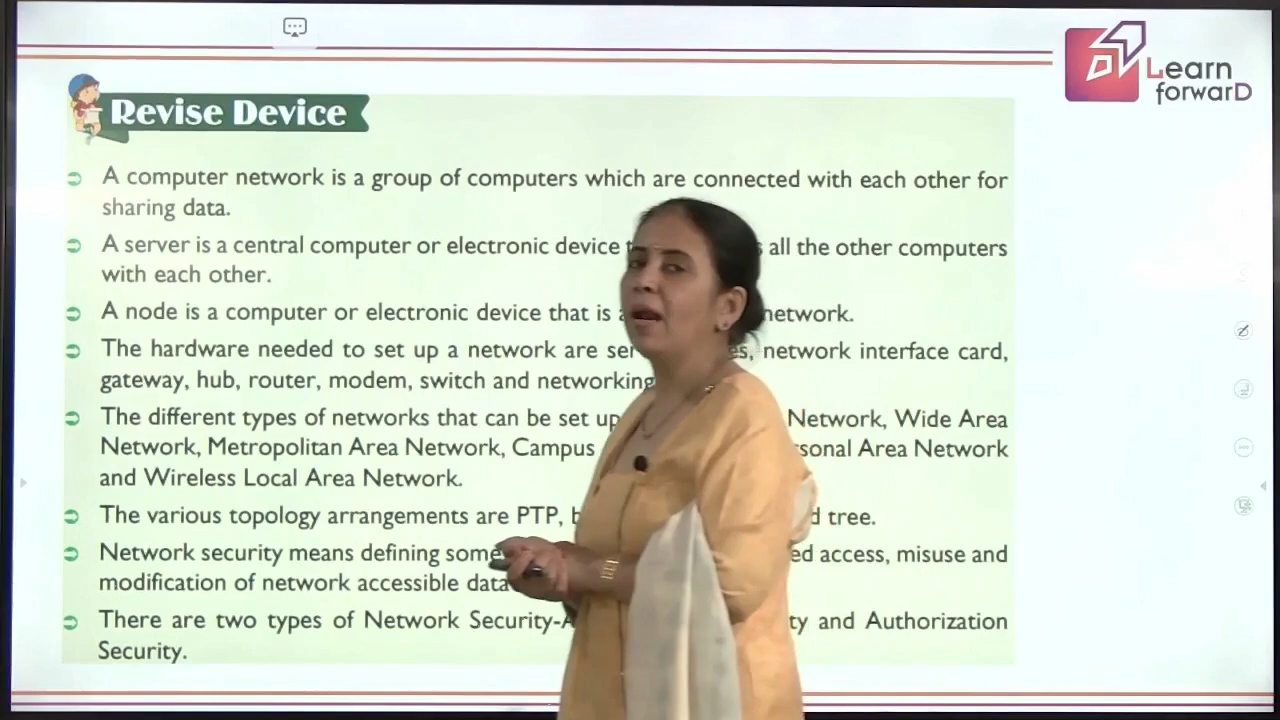 Learn
forwarD
Revise Device
A computer network is a group of computers which are connected with each other for
sharing data.
A server is a central computer or electronic device all the other computers
with each other.
A node is a computer or electronic device that is network.
The hardware needed to set up a network are network interface card,
gateway, hub, router, modem, switch and networking
The different types of networks that can be set up Network, Wide Area
Network, Metropolitan Area Network, Campus Area Network
and Wireless Local Area Network.
The various topology arrangements are PTP, tree.
Network security means defining some access, misuse and
modification of network accessible data
There are two types of Network Security- and Authorization
Security.